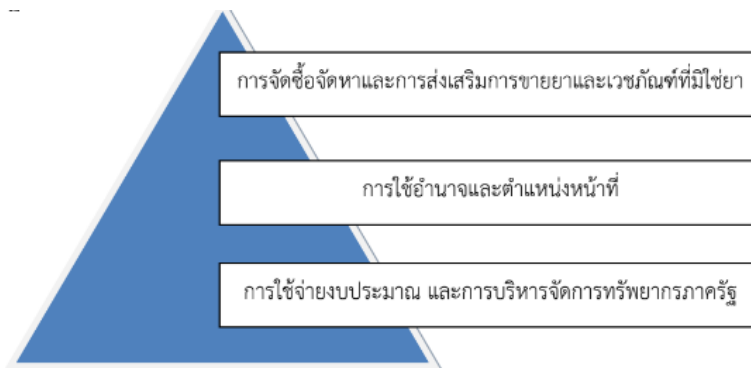 การจัดซื้อจัดหาและการส่งเสริมการขายยาและเวชภัณฑ์ที่มิใช่ยา
การใช้อำนาจและตำแหน่งหน้าที่
การใช้จ่ายงบประมาณ และการบริหารจัดการทรัพยากรภาครัฐ